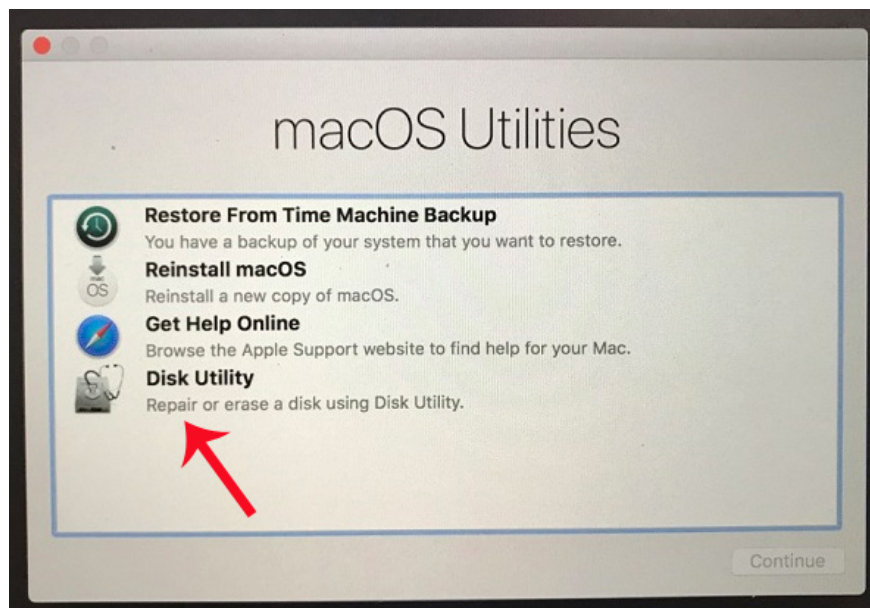 macOS Utilities
Restore From Time Machine Backup
You have a backup of your system that you want to restore.
Reinstall macOS
OS
Reinstall a new copy of macOS.
Get Help Online
Browse the Apple Support website to find help for your Mac.
Disk Utility
Repair or erase a disk using Disk Utility.
Continue